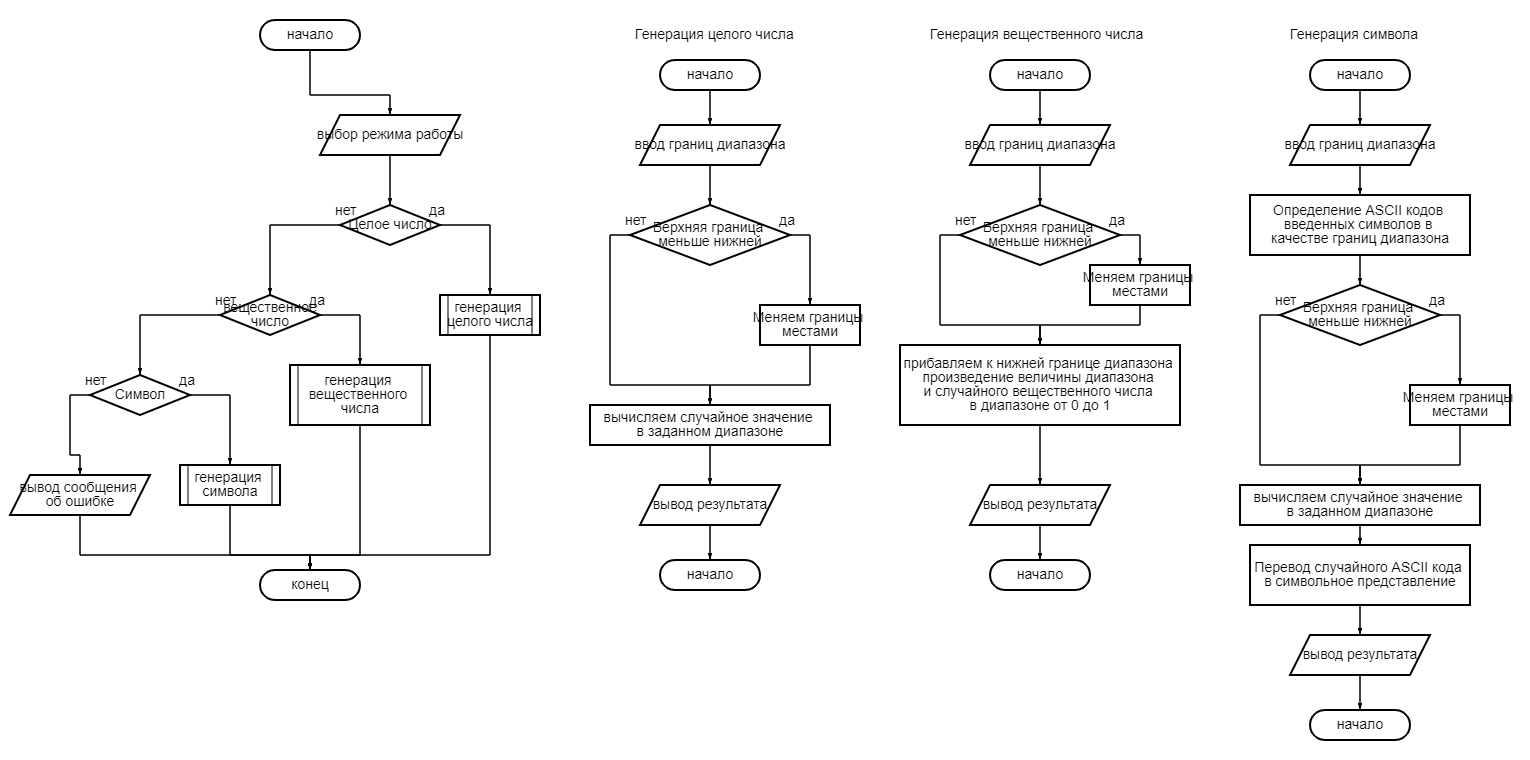 начало
выбор режима работы
нет
да
Целое число
нет
да
вещественное
число
генерация
целого числа
нет
да
Символ
генерация
вещественного
числа
вывод сообщения
об ошибке
генерация
символа
конец
Генерация целого числа
начало
ввод границ диапазона
нет
да
Верхняя граница
меньше нижней
Меняем границы
местами
вычисляем случайное значение
в заданном диапазоне
вывод результата
начало
Генерация вещественного числа
начало
ввод границ диапазона
нет
да
Верхняя граница
меньше нижней
Меняем границы
местами
прибавляем к нижней границе диапазона
произведение величины диапазона
и случайного вещественного числа
в диапазоне от 0 до 1
вывод результата
начало
Генерация символа
начало
ввод границ диапазона
Определение ASCII кодов
введенных символов в
качестве границ диапазона
нет
да
Верхняя граница
меньше нижней
Меняем границы
местами
вычисляем случайное значение
в заданном диапазоне
Перевод случайного ASCII кода
в символьное представление
вывод результата
начало